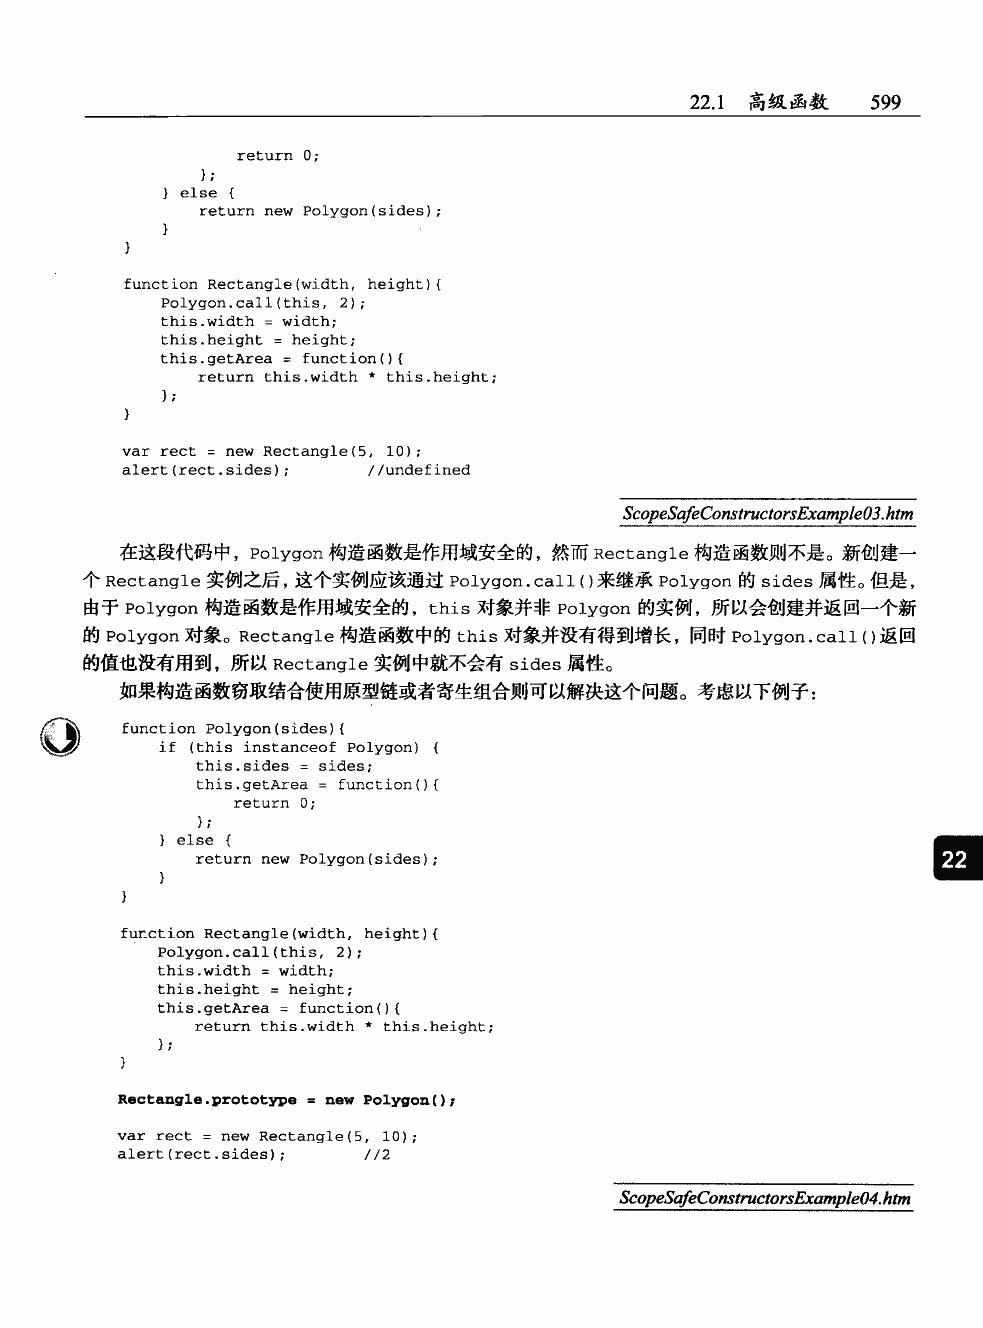 22.1 高级函数 599
return 0;
};
} else {
return new Polygon(sides);
}
}
function Rectangle(width, height){
Polygon.call(this, 2);
this.width = width;
this.height = height;
this.getArea = function(){
return this.width * this.height;
};
}
var rect = new Rectangle(5, 10);
alert(rect.sides); //undefined
ScopeSafeConstructorsExample03.htm
在这段代码中，Polygon 构造函数是作用域安全的，然而 Rectangle 构造函数则不是。新创建一
个 Rectangle 实例之后，这个实例应该通过 Polygon.call()来继承 Polygon 的 sides 属性。但是，
由于 Polygon 构造函数是作用域安全的，this 对象并非 Polygon 的实例，所以会创建并返回一个新
的 Polygon 对象。Rectangle 构造函数中的 this 对象并没有得到增长，同时 Polygon.call()返回
的值也没有用到，所以 Rectangle 实例中就不会有 sides 属性。
如果构造函数窃取结合使用原型链或者寄生组合则可以解决这个问题。考虑以下例子：
function Polygon(sides){
if (this instanceof Polygon) {
this.sides = sides;
this.getArea = function(){
return 0;
};
} else {
return new Polygon(sides);
}
}
22
function Rectangle(width, height){
Polygon.call(this, 2);
this.width = width;
this.height = height;
this.getArea = function(){
return this.width * this.height;
};
}
Rectangle.prototype = new Polygon();
var rect = new Rectangle(5, 10);
alert(rect.sides); //2
ScopeSafeConstructorsExample04.htm